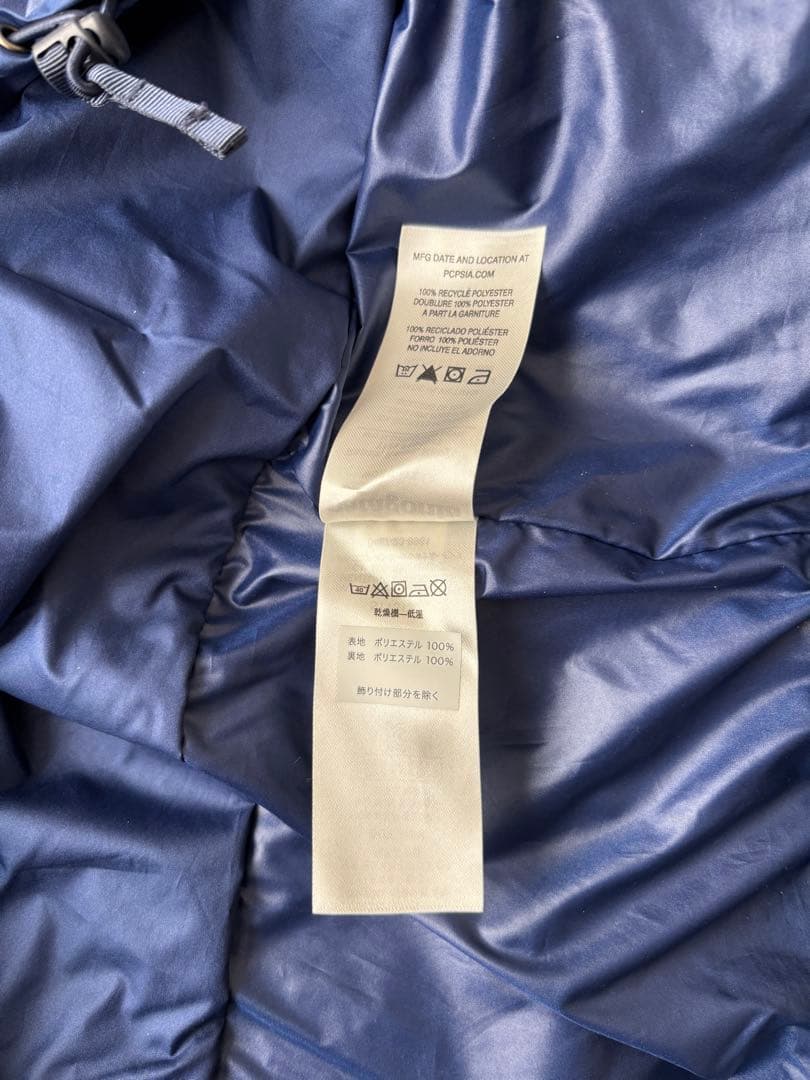 MFG DATE AND LOCATION AT
PCPSIA.COM
100% RECYCLÉ POLYESTER
DOUBLURE 100% POLYESTER
A PART LA GARNITURE
100% RECICLADO POLIÉSTER
FORRO 100% POLIÉSTER
NO INCLUYE EL ADORNO
40
乾燥機—低温
表地 ポリエステル 100%
裏地 ポリエステル 100%
飾り付け部分を除く